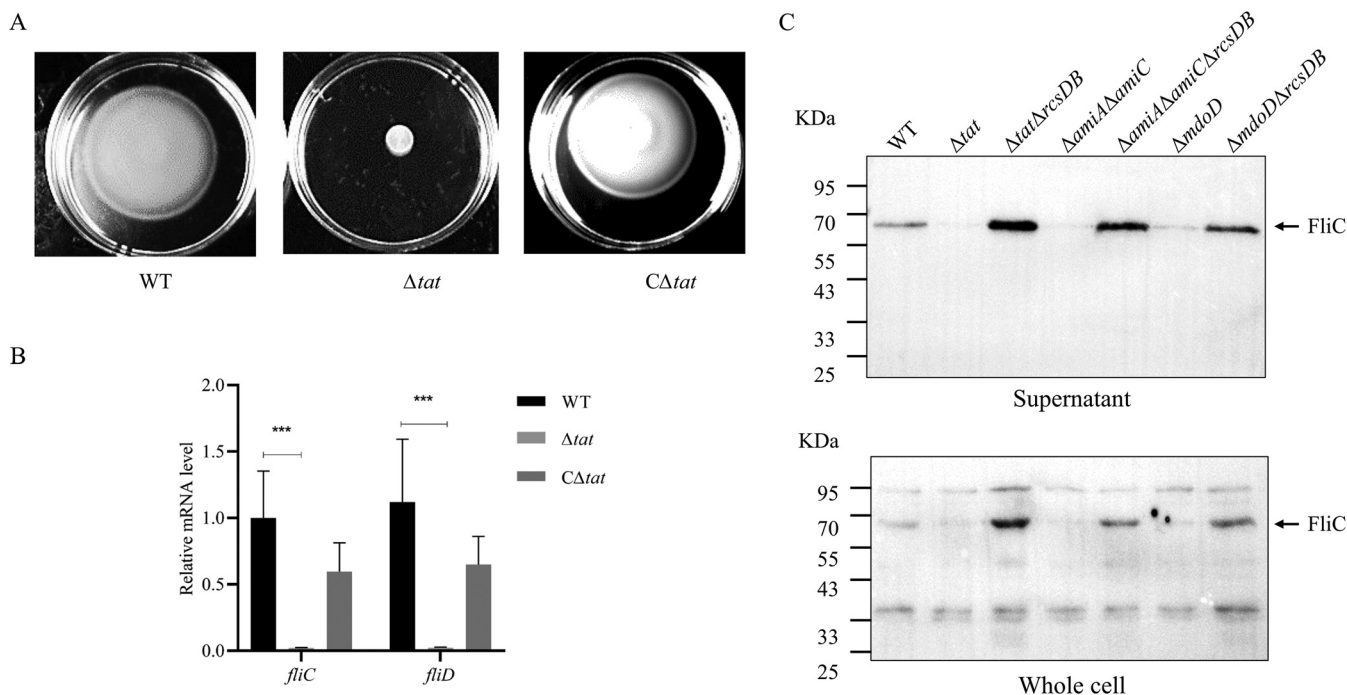 A
WT
Δtat
CΔtat
B
Relative mRNA level
2.0
1.5
1.0
0.5
0.0
***
***
fliC
fliD
WT
Δtat
CΔtat
C
KDa
WT
Δtat
ΔtatΔrcsDB
ΔamiAΔamiC
ΔamiAΔamiCΔrcsDB
ΔmdoD
ΔmdoDΔrcsDB
95
70
55
43
33
25
FliC
Supernatant
KDa
95
70
55
43
33
25
FliC
Whole cell